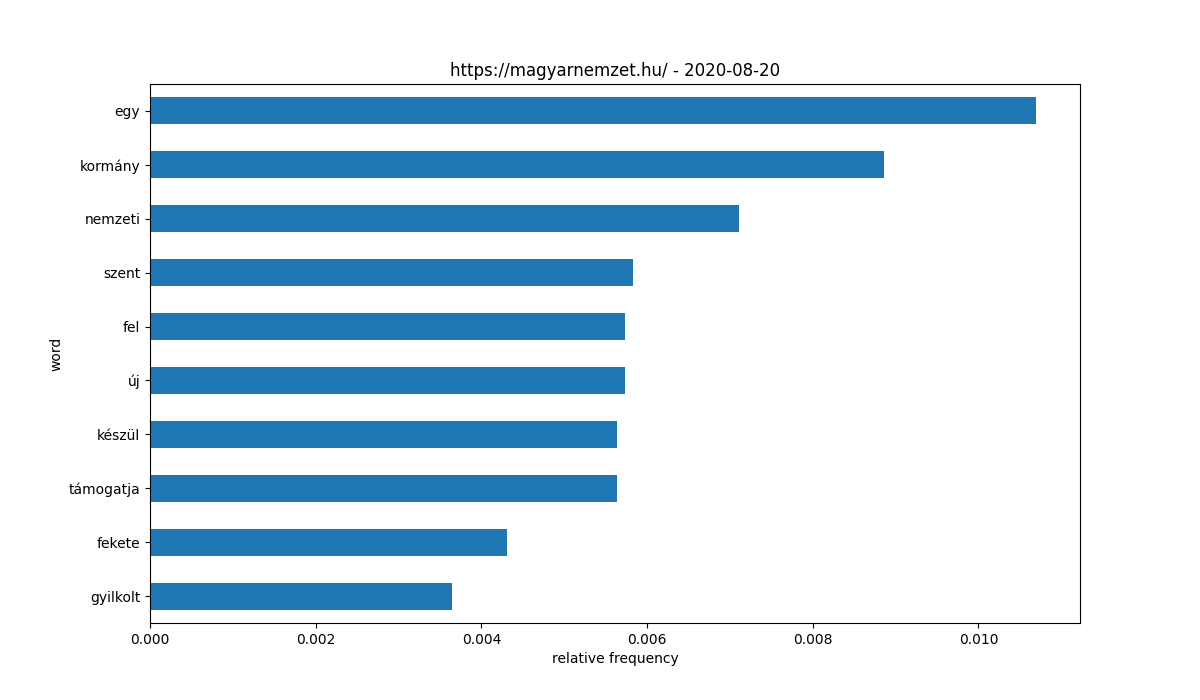 https://magyarnemzet.hu/ - 2020-08-20
egy
kormány
nemzeti
szent
fel
új
készül
támogatja
fekete
gyilkolt
word
0.000 0.002 0.004 0.006 0.008 0.010
relative frequency